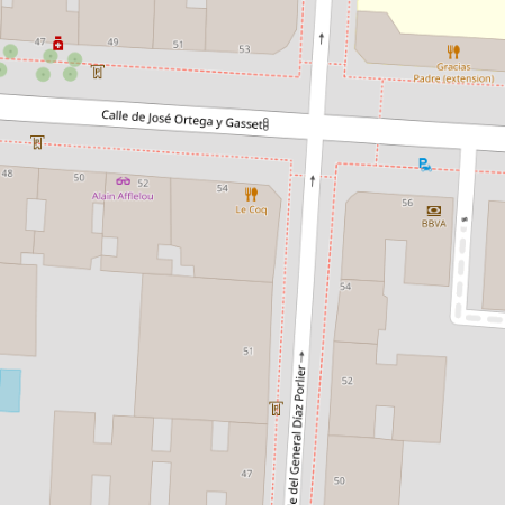 47
49
51
53
Gracias
Padre (extension)
Calle de José Ortega y Gasset
P
48
50
52
54
Alain Afflelou
Le Coq
56
BBVA
54
51
52
47
50
e del General Díaz Porlier